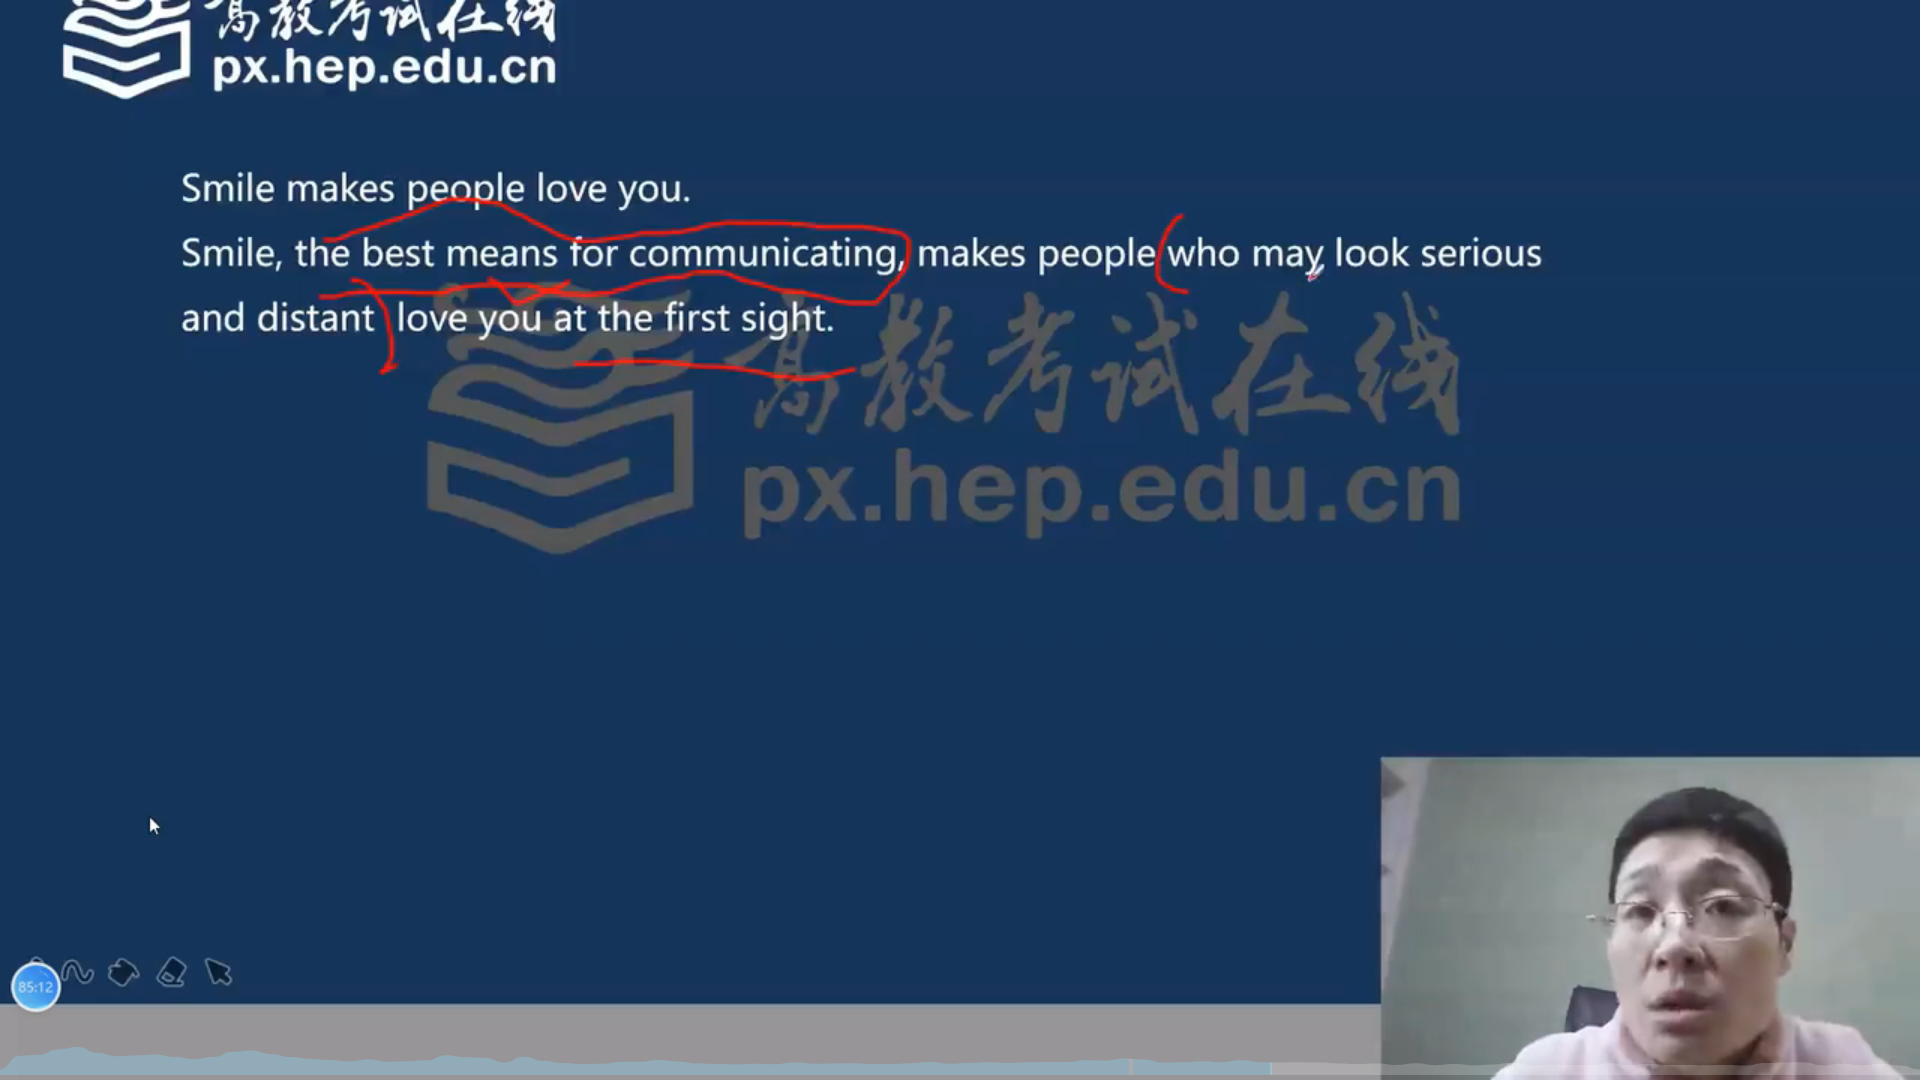 高教考试在线
px.hep.edu.cn
Smile makes people love you.
Smile, the best means for communicating, makes people who may look serious
and distant love you at the first sight.
高教考试在线
px.hep.edu.cn
85:12